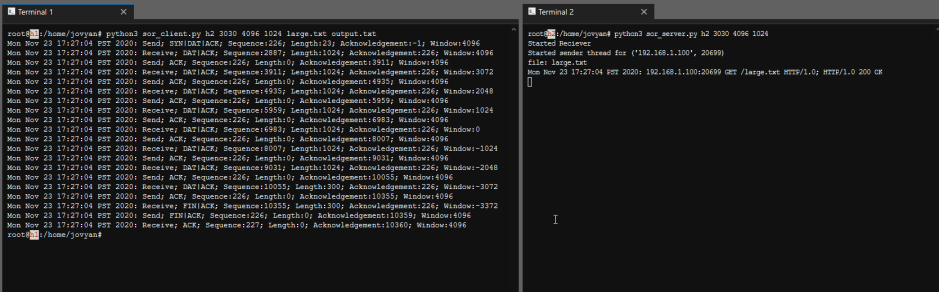 Terminal 1
root@h1:/home/jovyan# python3 sor_client.py h2 3030 4096 1024 large.txt output.txt
Mon Nov 23 17:27:04 PST 2020: Send; SYN|DAT|ACK; Sequence:226; Length:23; Acknowledgement:-1; Window:4096
Mon Nov 23 17:27:04 PST 2020: Receive; DAT|ACK; Sequence:2887; Length:1024; Acknowledgement:226; Window:4096
Mon Nov 23 17:27:04 PST 2020: Send; ACK; Sequence:226; Length:0; Acknowledgement:3911; Window:4096
Mon Nov 23 17:27:04 PST 2020: Receive; DAT|ACK; Sequence:3911; Length:1024; Acknowledgement:226; Window:3072
Mon Nov 23 17:27:04 PST 2020: Send; ACK; Sequence:226; Length:0; Acknowledgement:4935; Window:4096
Mon Nov 23 17:27:04 PST 2020: Receive; DAT|ACK; Sequence:4935; Length:1024; Acknowledgement:226; Window:2048
Mon Nov 23 17:27:04 PST 2020: Send; ACK; Sequence:226; Length:0; Acknowledgement:5959; Window:4096
Mon Nov 23 17:27:04 PST 2020: Receive; DAT|ACK; Sequence:5959; Length:1024; Acknowledgement:226; Window:1024
Mon Nov 23 17:27:04 PST 2020: Send; ACK; Sequence:226; Length:0; Acknowledgement:6983; Window:4096
Mon Nov 23 17:27:04 PST 2020: Receive; DAT|ACK; Sequence:6983; Length:1024; Acknowledgement:226; Window:0
Mon Nov 23 17:27:04 PST 2020: Send; ACK; Sequence:226; Length:0; Acknowledgement:8007; Window:4096
Mon Nov 23 17:27:04 PST 2020: Receive; DAT|ACK; Sequence:8007; Length:1024; Acknowledgement:226; Window:-1024
Mon Nov 23 17:27:04 PST 2020: Send; ACK; Sequence:226; Length:0; Acknowledgement:9031; Window:4096
Mon Nov 23 17:27:04 PST 2020: Receive; DAT|ACK; Sequence:9031; Length:1024; Acknowledgement:226; Window:-2048
Mon Nov 23 17:27:04 PST 2020: Send; ACK; Sequence:226; Length:0; Acknowledgement:10055; Window:4096
Mon Nov 23 17:27:04 PST 2020: Receive; DAT|ACK; Sequence:10055; Length:300; Acknowledgement:226; Window:-3072
Mon Nov 23 17:27:04 PST 2020: Send; ACK; Sequence:226; Length:0; Acknowledgement:10355; Window:4096
Mon Nov 23 17:27:04 PST 2020: Receive; FIN|ACK; Sequence:10355; Length:300; Acknowledgement:226; Window:-3372
Mon Nov 23 17:27:04 PST 2020: Send; FIN|ACK; Sequence:226; Length:0; Acknowledgement:10359; Window:4096
Mon Nov 23 17:27:04 PST 2020: Receive; ACK; Sequence:227; Length:0; Acknowledgement:10360; Window:4096
root@h1:/home/jovyan#
Terminal 2
root@h2:/home/jovyan# python3 sor_server.py h2 3030 4096 1024
Started Reciever
Started sender thread for ('192.168.1.100', 20699)
file: large.txt
Mon Nov 23 17:27:04 PST 2020: 192.168.1.100:20699 GET /large.txt HTTP/1.0; HTTP/1.0 200 OK